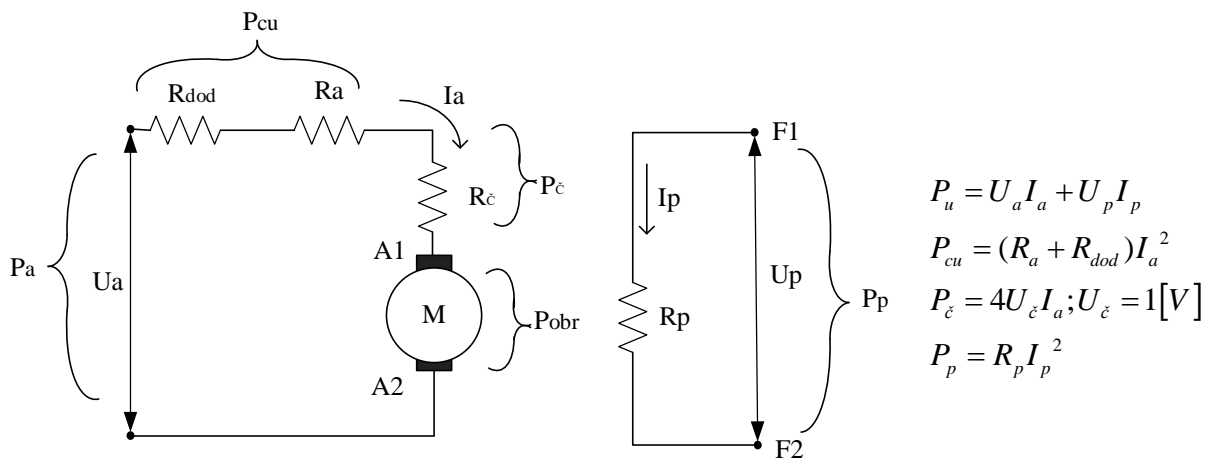 Pcu
Rdod Ra Ia
Rč Pč
A1
Pa Ua
M Pobr
A2
F1
Ip
Up
Rp Pp
F2
P_u = U_a I_a + U_p I_p
P_cu = (R_a + R_dod) I_a^2
P_č = 4U_č I_a ; U_č = 1[V]
P_p = R_p I_p^2